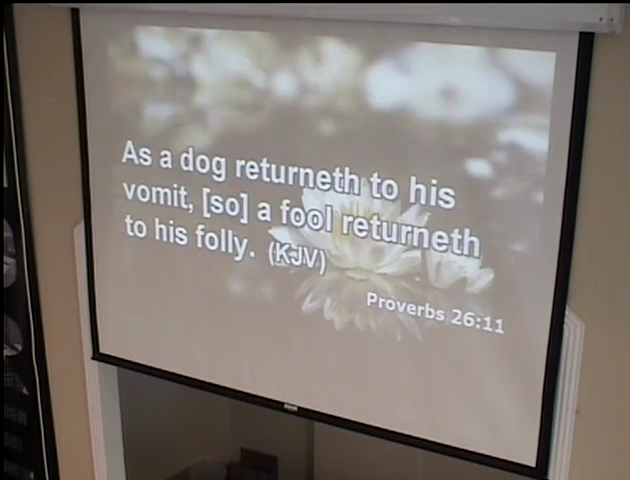 As a dog returneth to his
vomit, [so] a fool returneth
to his folly. (KJV)
Proverbs 26:11